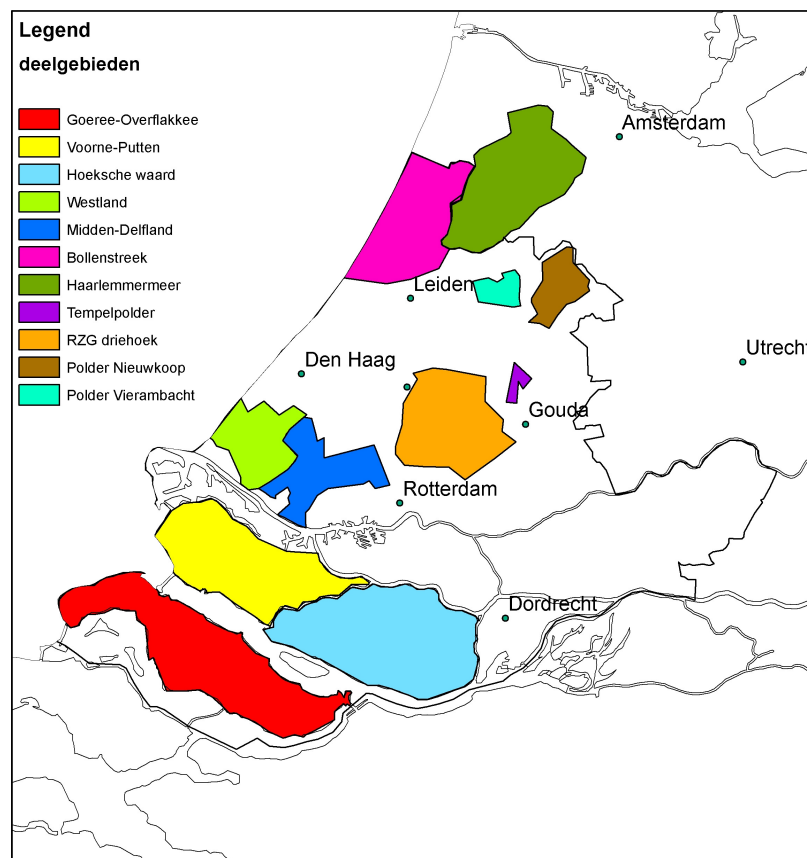 Legend
deelgebieden
Goeree-Overflakkee
Voorne-Putten
Hoeksche waard
Westland
Midden-Delfland
Bollenstreek
Haarlemmermeer
Tempelpolder
RZG driehoek
Polder Nieuwkoop
Polder Vierambacht
Amsterdam
Leiden
Utrecht
Den Haag
Gouda
Rotterdam
Dordrecht